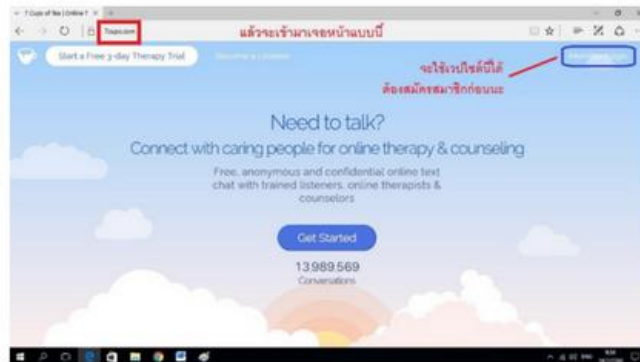 7 Cups of Tea | Online T
7cups.com
แล้วจะเข้ามาเจอหน้าแบบนี้
Start a Free 3-day Therapy Trial
Become a Listener
จะใช้เวปไซต์นี้ได้
ต้องสมัครสมาชิกก่อนนะ
Need to talk?
Connect with caring people for online therapy & counseling
Free, anonymous and confidential online text
chat with trained listeners, online therapists &
counselors
Get Started
13,989,569
Conversations